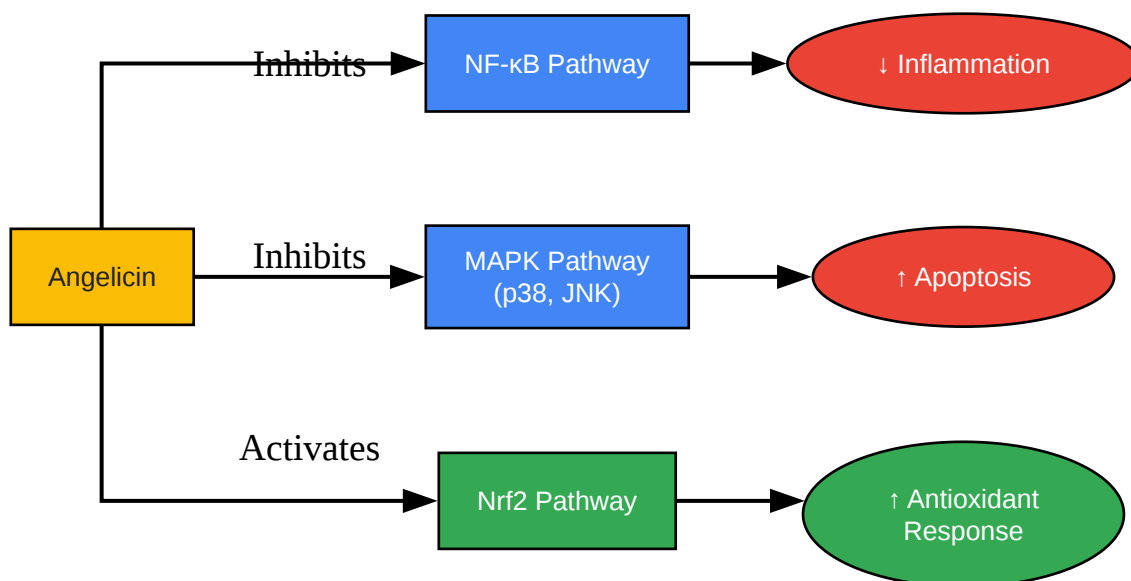 Inhibits
NF-κB Pathway
↓ Inflammation
Angelicin
Inhibits
MAPK Pathway
(p38, JNK)
↑ Apoptosis
Activates
Nrf2 Pathway
↑ Antioxidant
Response